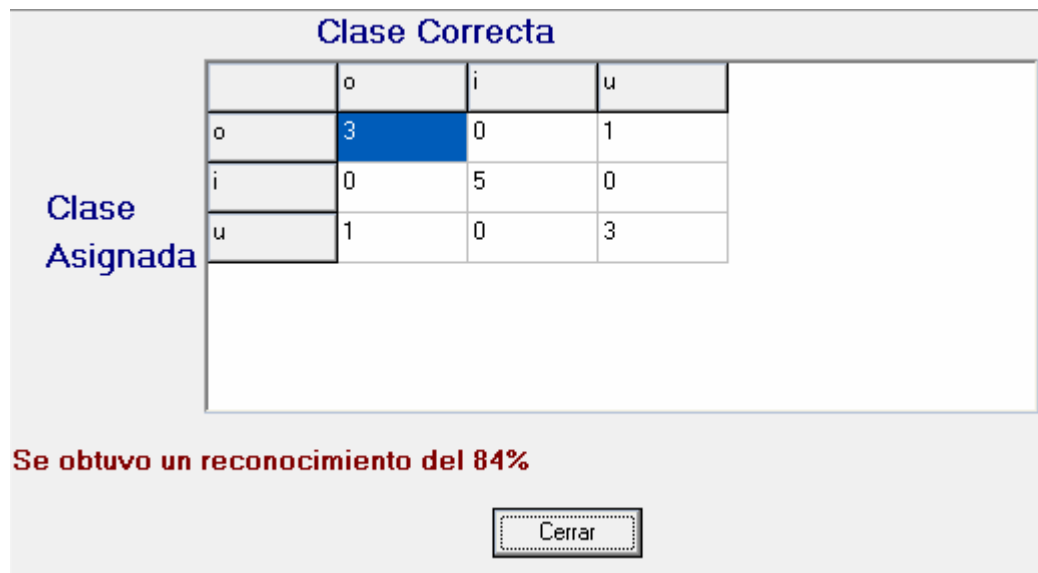 Clase Correcta
o i u
o 3 0 1
i 0 5 0
Clase
u 1 0 3
Asignada
Se obtuvo un reconocimiento del 84%
Cerrar